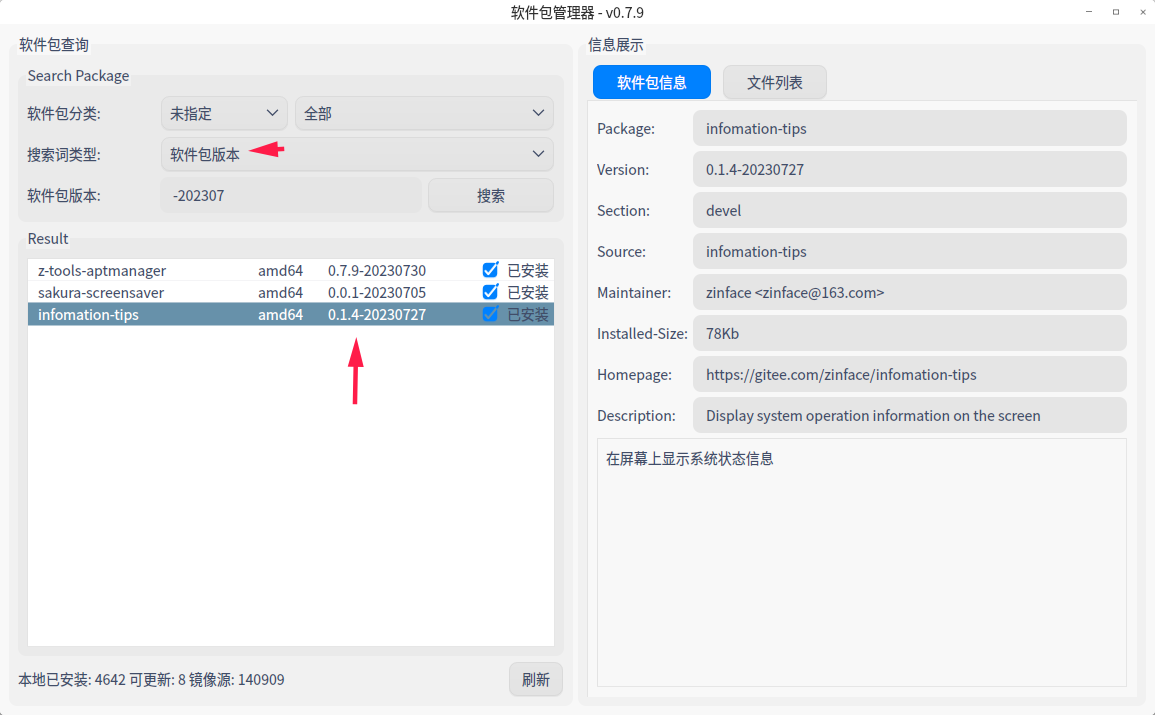 软件包管理器 - v0.7.9
软件包查询
Search Package
软件包分类: 未指定 全部
搜索词类型: 软件包版本
软件包版本: -202307 搜索
Result
z-tools-aptmanager amd64 0.7.9-20230730 已安装
sakura-screensaver amd64 0.0.1-20230705 已安装
infomation-tips amd64 0.1.4-20230727 已安装
本地已安装: 4642 可更新: 8 镜像源: 140909 刷新
信息展示
软件包信息 文件列表
Package: infomation-tips
Version: 0.1.4-20230727
Section: devel
Source: infomation-tips
Maintainer: zinface <zinface@163.com>
Installed-Size: 78Kb
Homepage: https://gitee.com/zinface/infomation-tips
Description: Display system operation information on the screen
在屏幕上显示系统状态信息